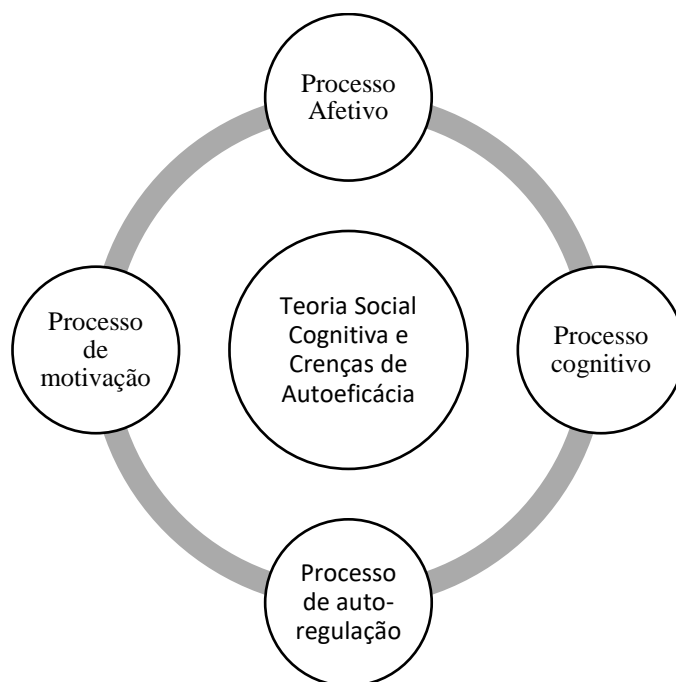 Processo
Afetivo
Processo
de
motivação
Teoria Social
Cognitiva e
Crenças de
Autoeficácia
Processo
cognitivo
Processo
de auto-
regulação